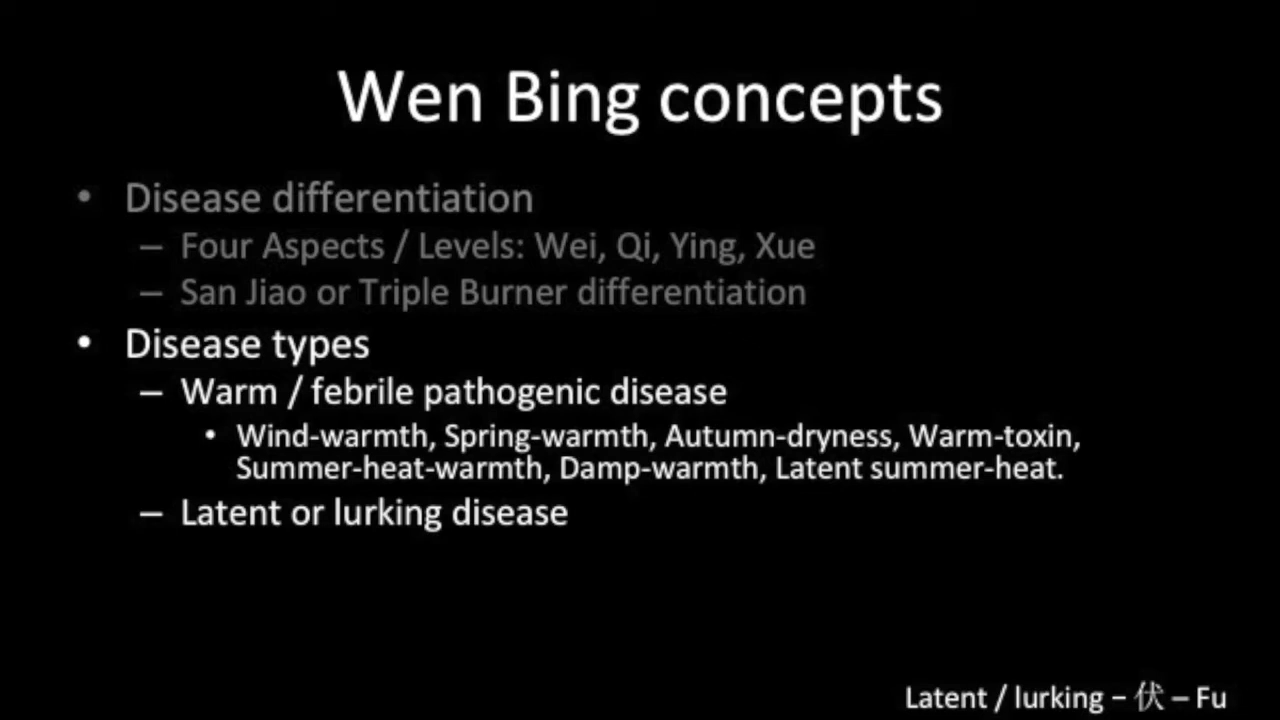 Wen Bing concepts
• Disease differentiation
– Four Aspects / Levels: Wei, Qi, Ying, Xue
– San Jiao or Triple Burner differentiation
• Disease types
– Warm / febrile pathogenic disease
• Wind-warmth, Spring-warmth, Autumn-dryness, Warm-toxin,
Summer-heat-warmth, Damp-warmth, Latent summer-heat.
– Latent or lurking disease
Latent / lurking – 伏 – Fu